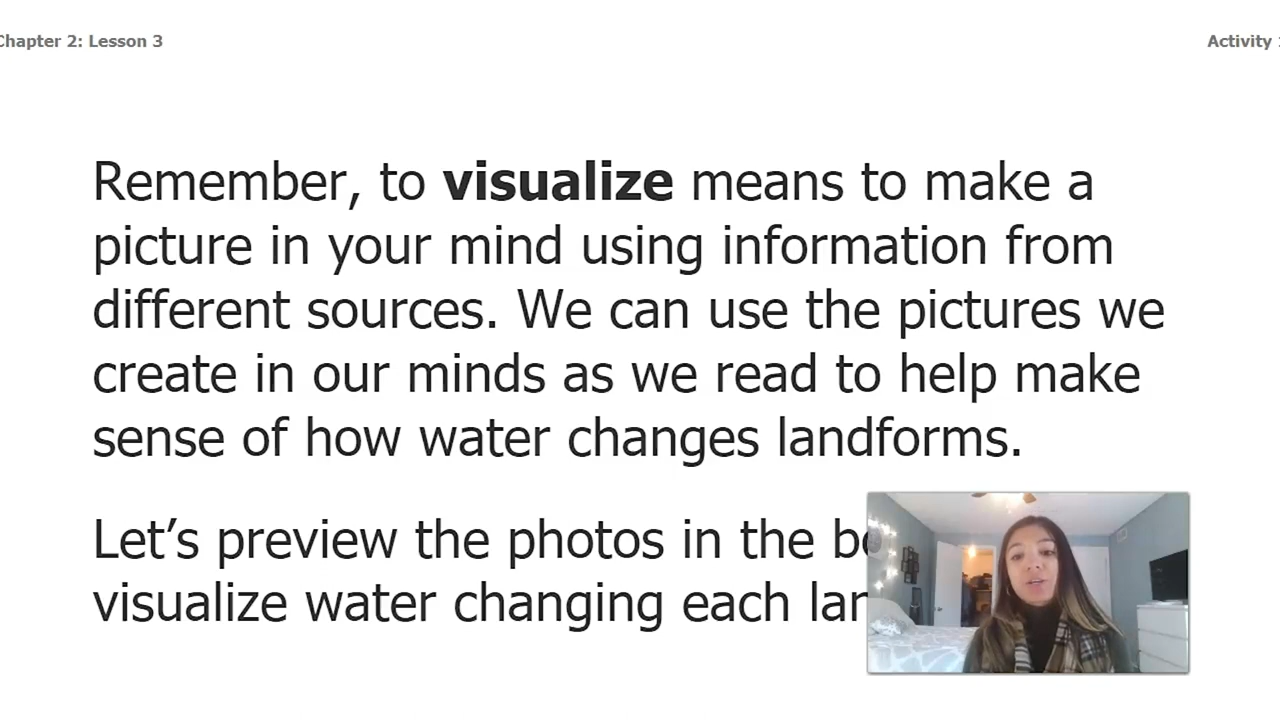 Chapter 2: Lesson 3
Activity
Remember, to visualize means to make a
picture in your mind using information from
different sources. We can use the pictures we
create in our minds as we read to help make
sense of how water changes landforms.
Let’s preview the photos in the
visualize water changing each